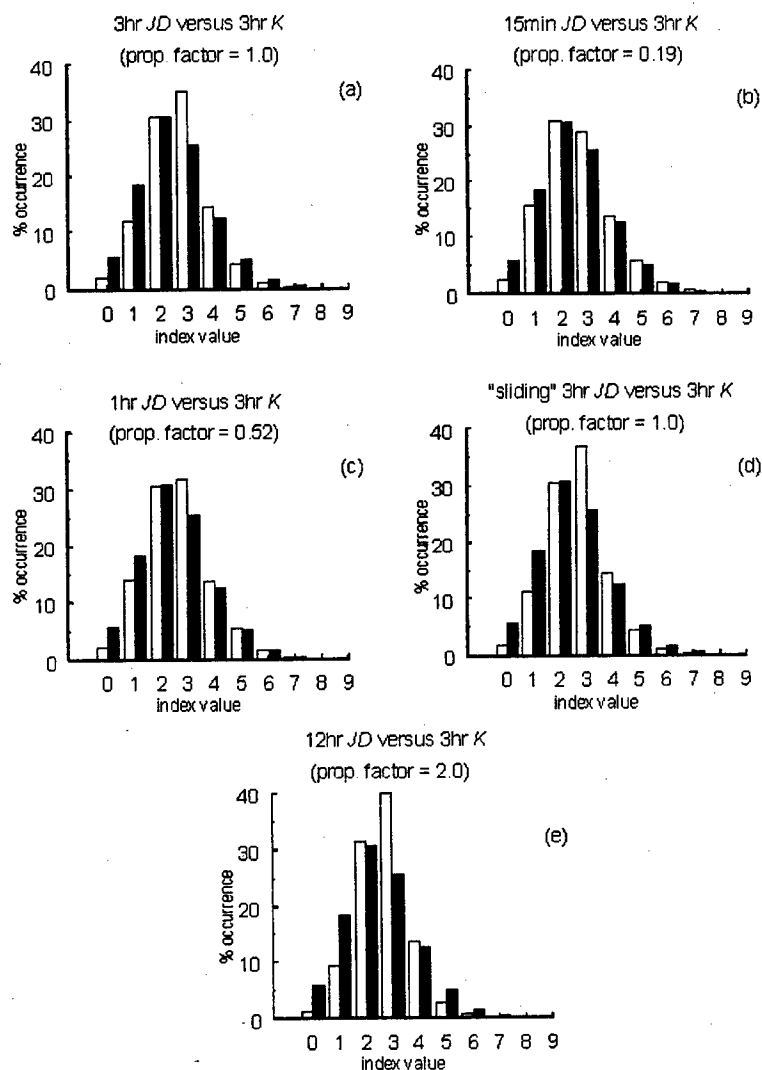 3hr JD versus 3hr K
(prop. factor = 1.0)
(a)
40
30
20
10
0
% occurrence
0 1 2 3 4 5 6 7 8 9
index value
15min JD versus 3hr K
(prop. factor = 0.19)
(b)
40
30
20
10
0
% occurrence
0 1 2 3 4 5 6 7 8 9
index value
1hr JD versus 3hr K
(prop. factor = 0.52)
(c)
40
30
20
10
0
% occurrence
0 1 2 3 4 5 6 7 8 9
index value
"sliding" 3hr JD versus 3hr K
(prop. factor = 1.0)
(d)
40
30
20
10
0
% occurrence
0 1 2 3 4 5 6 7 8 9
index value
12hr JD versus 3hr K
(prop. factor = 2.0)
(e)
40
30
20
10
0
% occurrence
0 1 2 3 4 5 6 7 8 9
index value